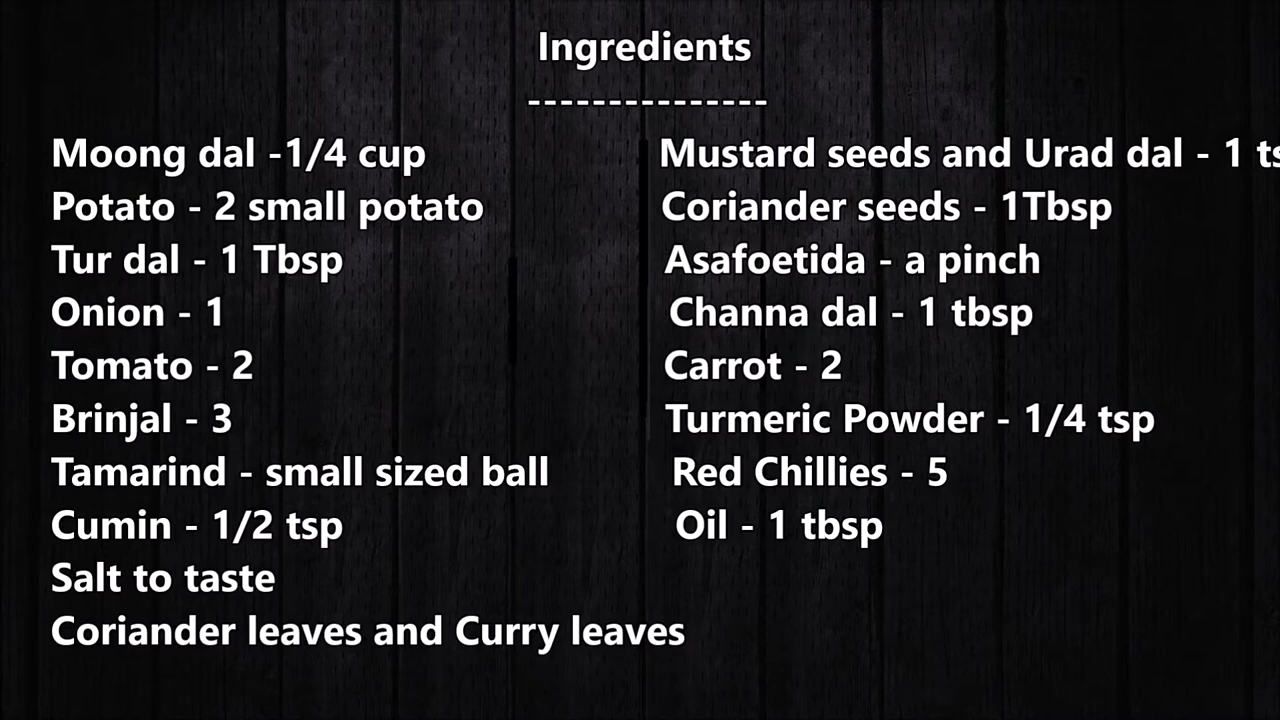 Ingredients
---------------
Moong dal -1/4 cup
Potato - 2 small potato
Tur dal - 1 Tbsp
Onion - 1
Tomato - 2
Brinjal - 3
Tamarind - small sized ball
Cumin - 1/2 tsp
Salt to taste
Coriander leaves and Curry leaves
Mustard seeds and Urad dal - 1
Coriander seeds - 1Tbsp
Asafoetida - a pinch
Channa dal - 1 tbsp
Carrot - 2
Turmeric Powder - 1/4 tsp
Red Chillies - 5
Oil - 1 tbsp